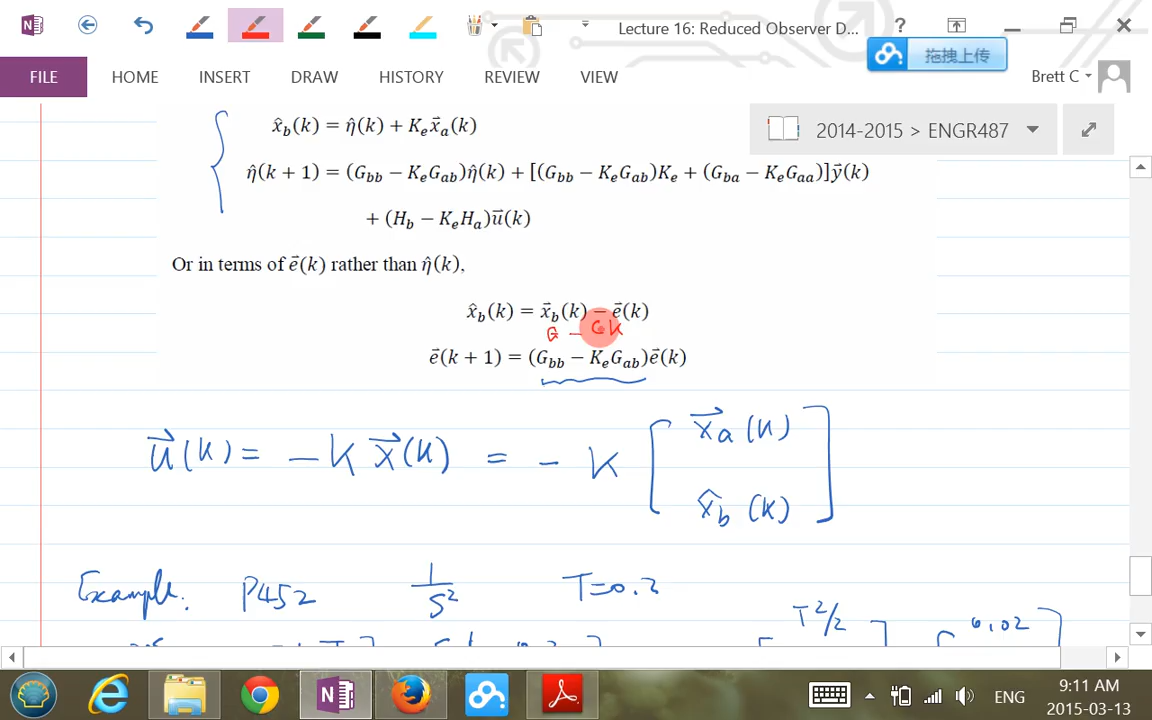 Lecture 16: Reduced Observer D...
?
拖拽上传
FILE
HOME
INSERT
DRAW
HISTORY
REVIEW
VIEW
Brett C
2014-2015 > ENGR487
x̂_b(k) = η̂(k) + K_e x⃗_a(k)
η̂(k + 1) = (G_bb − K_e G_ab)η̂(k) + [(G_bb − K_e G_ab)K_e + (G_ba − K_e G_aa)]y⃗(k)
+ (H_b − K_e H_a)u⃗(k)
Or in terms of e⃗(k) rather than η̂(k),
x̂_b(k) = x⃗_b(k) − e⃗(k)
G − GK
e⃗(k + 1) = (G_bb − K_e G_ab)e⃗(k)
u⃗(k) = − K x⃗(k) = − K [ x⃗_a(k)
x̂_b(k) ]
Example: P452 1/S² T=0.2
T²/2 0.02
ENG
9:11 AM
2015-03-13